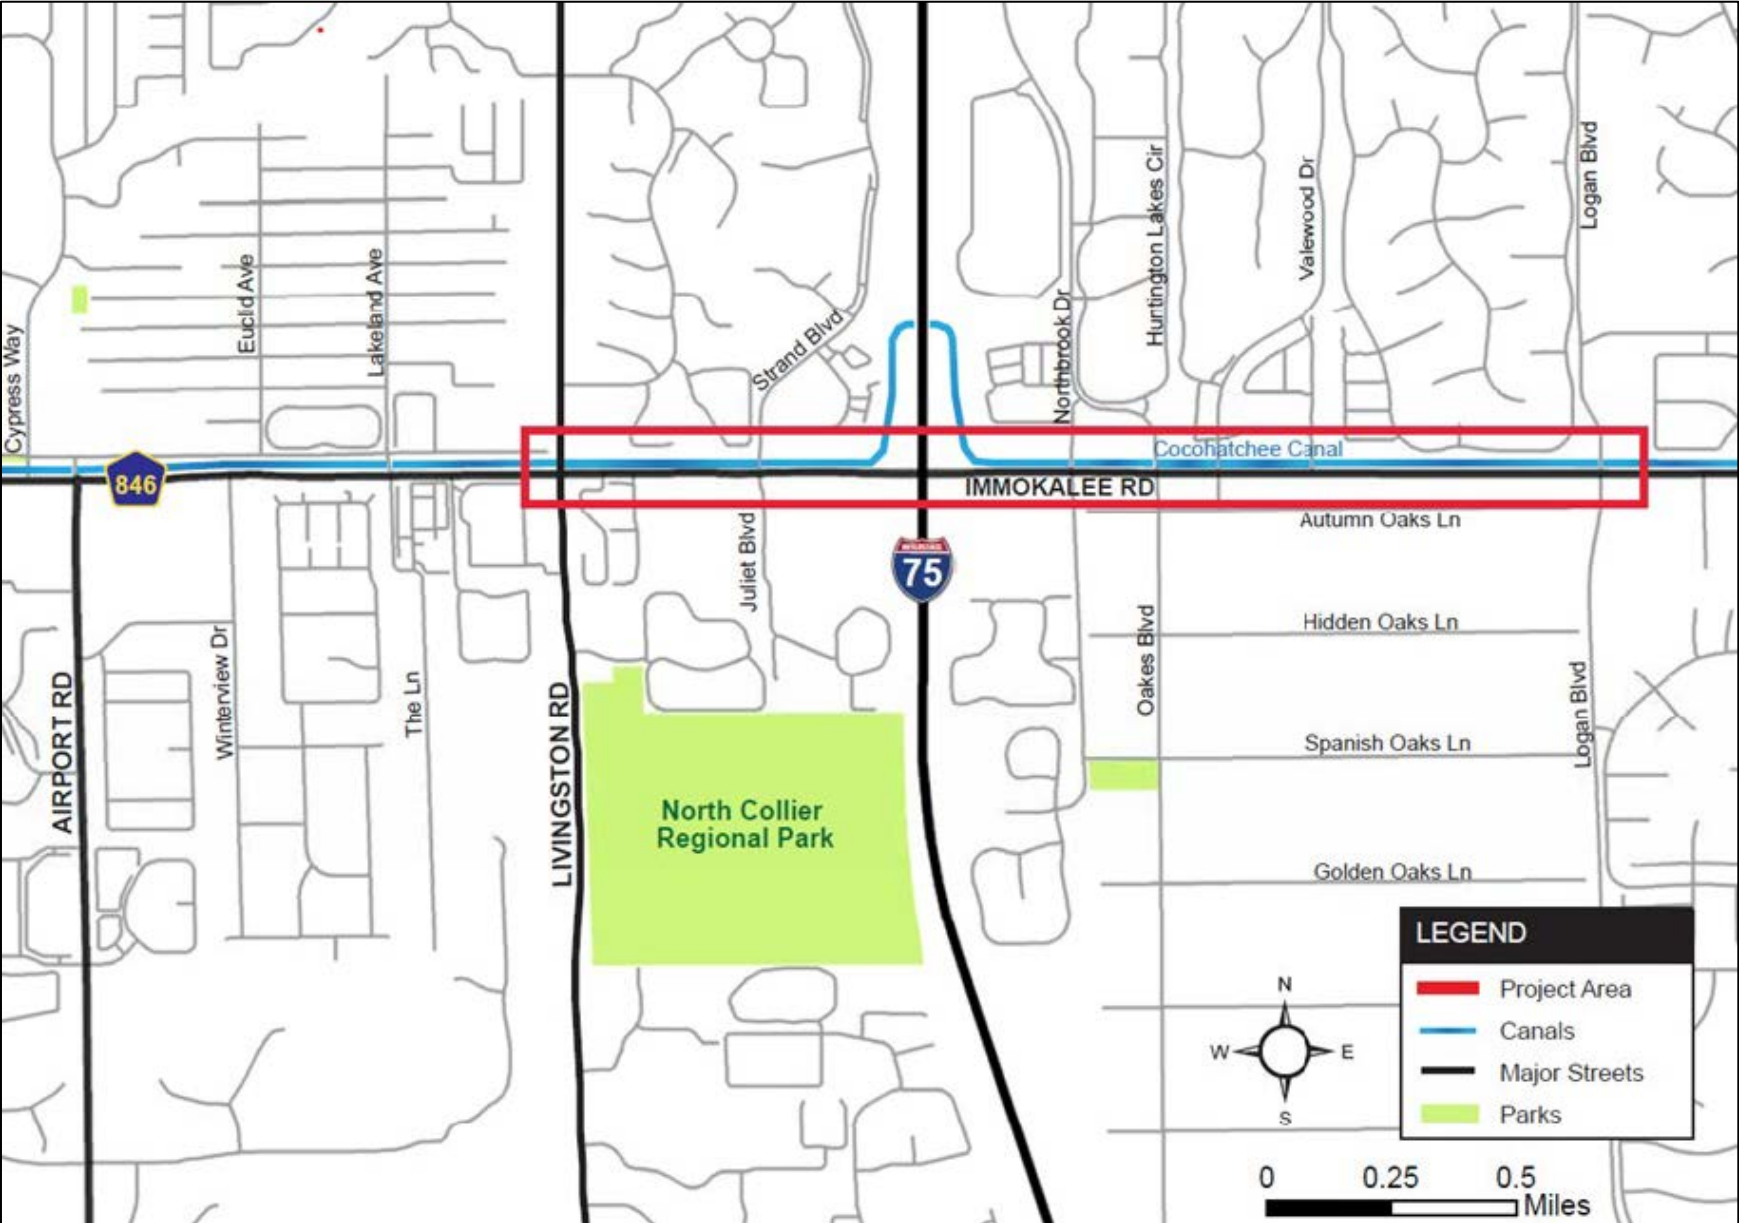 Logan Blvd
Huntington Lakes Cir
Valewood Dr
Euclid Ave
Lakeland Ave
Northbrook Dr
Strand Blvd
Cypress Way
Cocohatchee Canal
846
IMMOKALEE RD
Autumn Oaks Ln
Juliet Blvd
75
Hidden Oaks Ln
Oakes Blvd
Winterview Dr
The Ln
AIRPORT RD
LIVINGSTON RD
Logan Blvd
Spanish Oaks Ln
North Collier
Regional Park
Golden Oaks Ln
LEGEND
Project Area
Canals
Major Streets
Parks
N
W
E
S
0 0.25 0.5
Miles